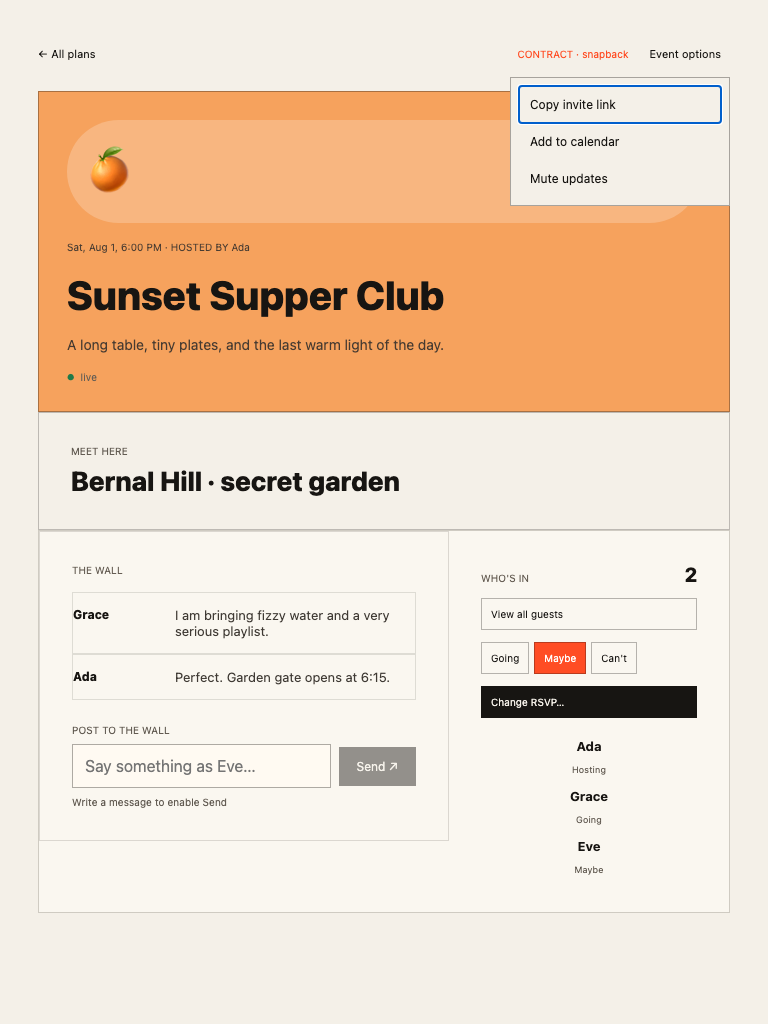 ← All plans
CONTRACT · snapback
Event options
Copy invite link
Add to calendar
Mute updates
Sat, Aug 1, 6:00 PM · HOSTED BY Ada
Sunset Supper Club
A long table, tiny plates, and the last warm light of the day.
live
MEET HERE
Bernal Hill · secret garden
THE WALL
Grace
I am bringing fizzy water and a very
serious playlist.
Ada
Perfect. Garden gate opens at 6:15.
POST TO THE WALL
Say something as Eve...
Send ↗
Write a message to enable Send
WHO'S IN
2
View all guests
Going
Maybe
Can't
Change RSVP...
Ada
Hosting
Grace
Going
Eve
Maybe